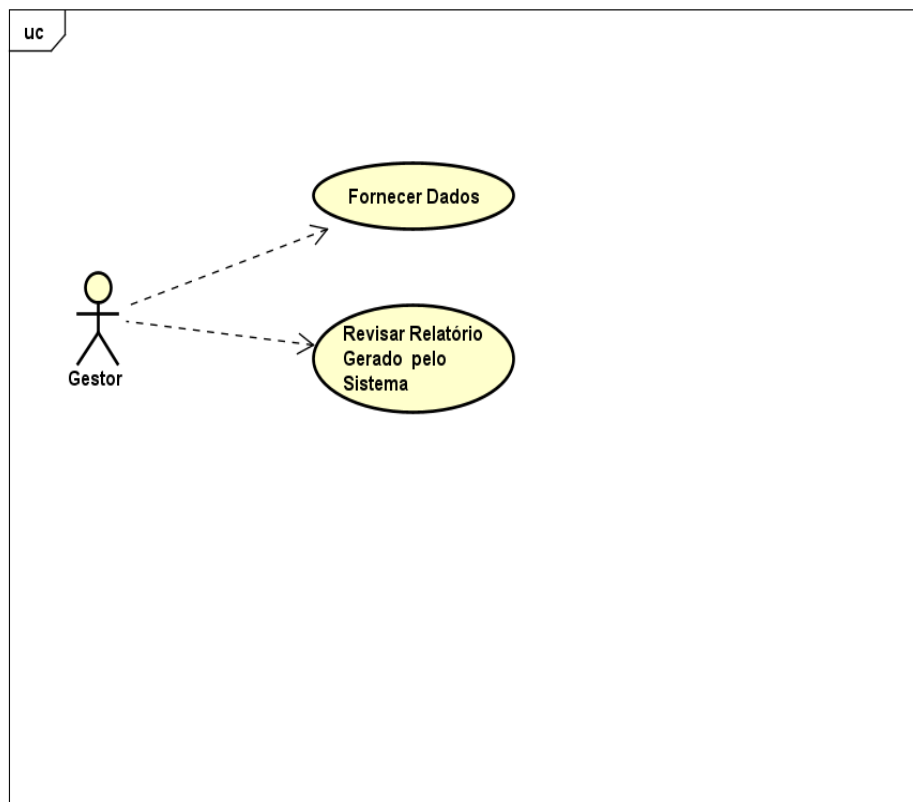 uc
Fornecer Dados
Revisar Relatório
Gerado pelo
Sistema
Gestor